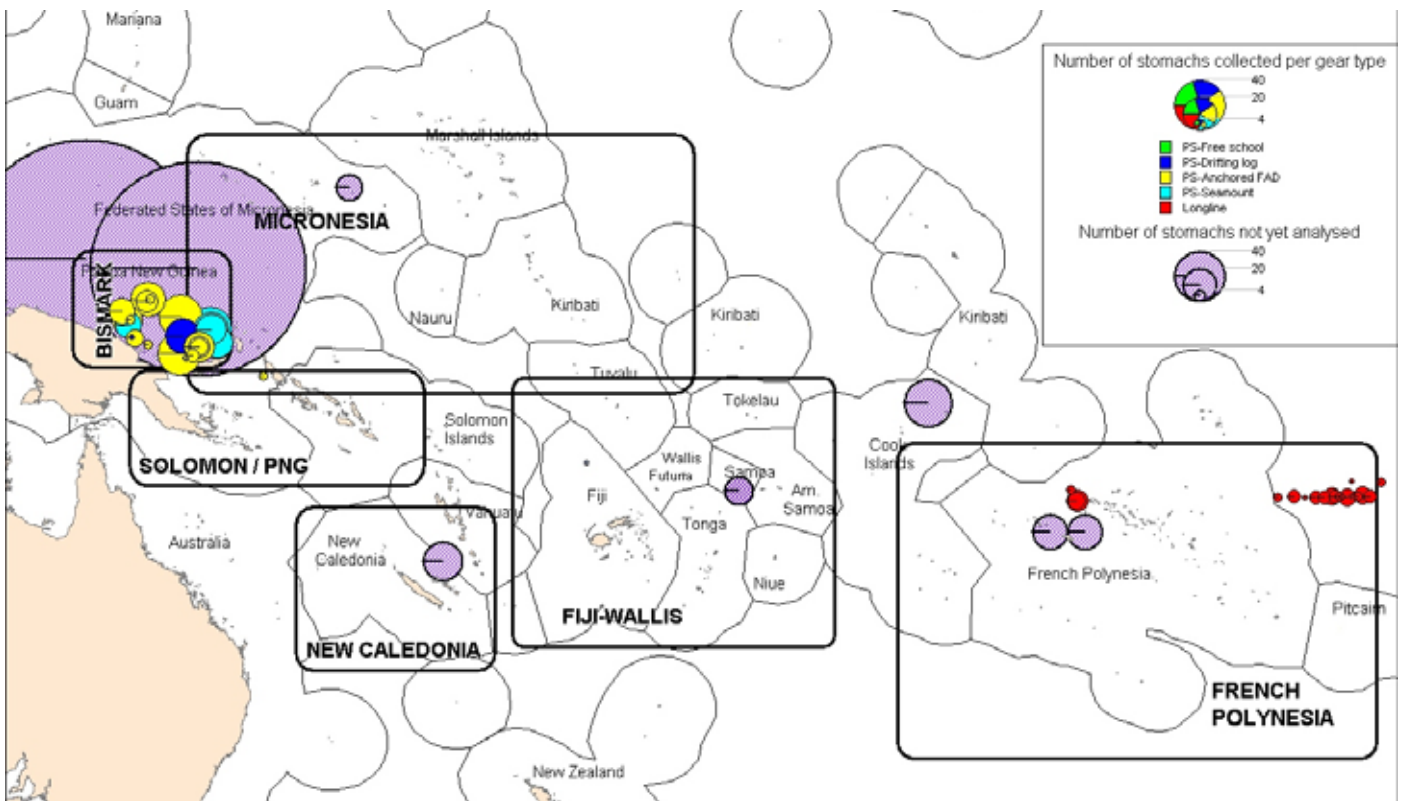 Mariana
Guam
Marshall Islands
Federated States of Micronesia
MICRONESIA
Papua New Guinea
BISMARK
Nauru
Kiribati
Kiribati
Kiribati
Tuvalu
Tokelau
Solomon
Islands
SOLOMON / PNG
Cook
Islands
Wallis
Futuna
Samoa
Am.
Samoa
Fiji
Tonga
Vanuatu
Australia
New
Caledonia
French Polynesia
Niue
Pitcairn
FIJI-WALLIS
NEW CALEDONIA
FRENCH
POLYNESIA
New Zealand
Number of stomachs collected per gear type
40
20
4
PS-Free school
PS-Drifting log
PS-Anchored FAD
PS-Seamount
Longline
Number of stomachs not yet analysed
40
20
4